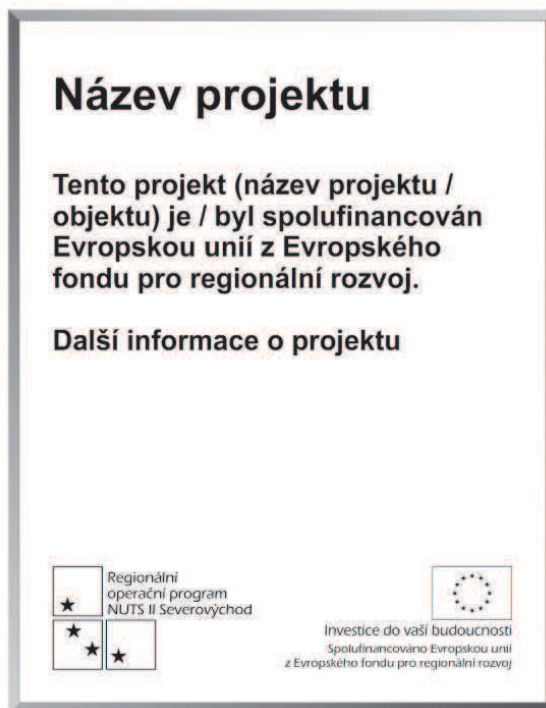 Název projektu
Tento projekt (název projektu /
objektu) je / byl spolufinancován
Evropskou unií z Evropského
fondu pro regionální rozvoj.
Další informace o projektu
Regionální
operační program
NUTS II Severovýchod
Investice do vaší budoucnosti
Spolufinancováno Evropskou unií
z Evropského fondu pro regionální rozvoj